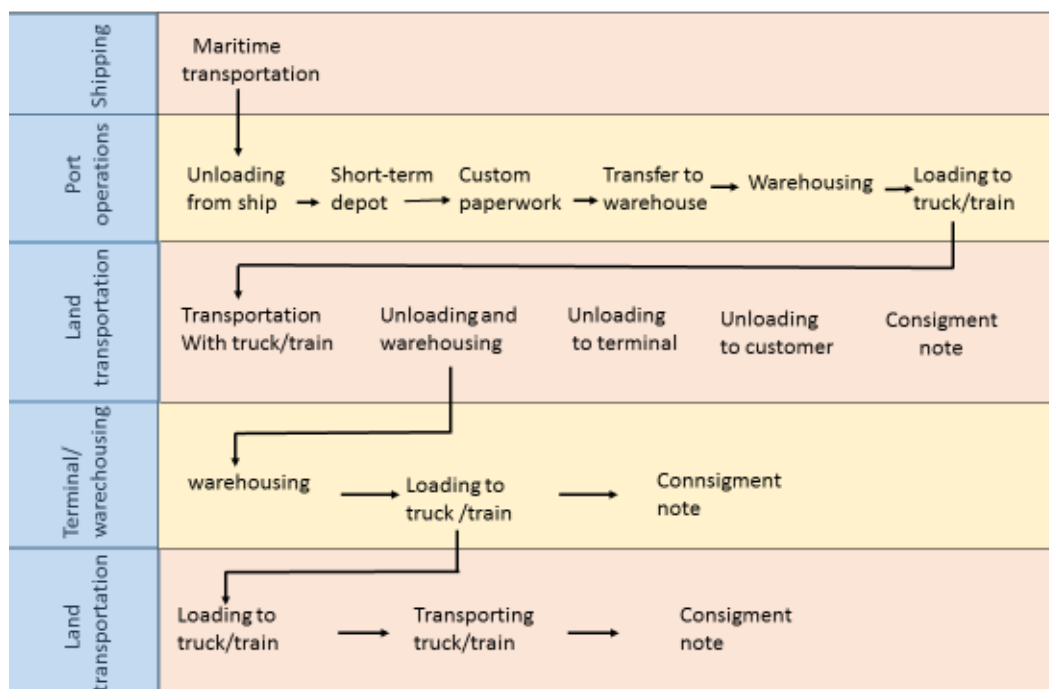 Shipping
Maritime
transportation
Port
operations
Unloading
from ship
Short-term
depot
Custom
paperwork
Transfer to
warehouse
Warehousing
Loading to
truck/train
Land
transportation
Transportation
With truck/train
Unloading and
warehousing
Unloading
to terminal
Unloading
to customer
Consigment
note
Terminal/
warechousing
warehousing
Loading to
truck /train
Connsigment
note
Land
transportation
Loading to
truck/train
Transporting
truck/train
Consigment
note